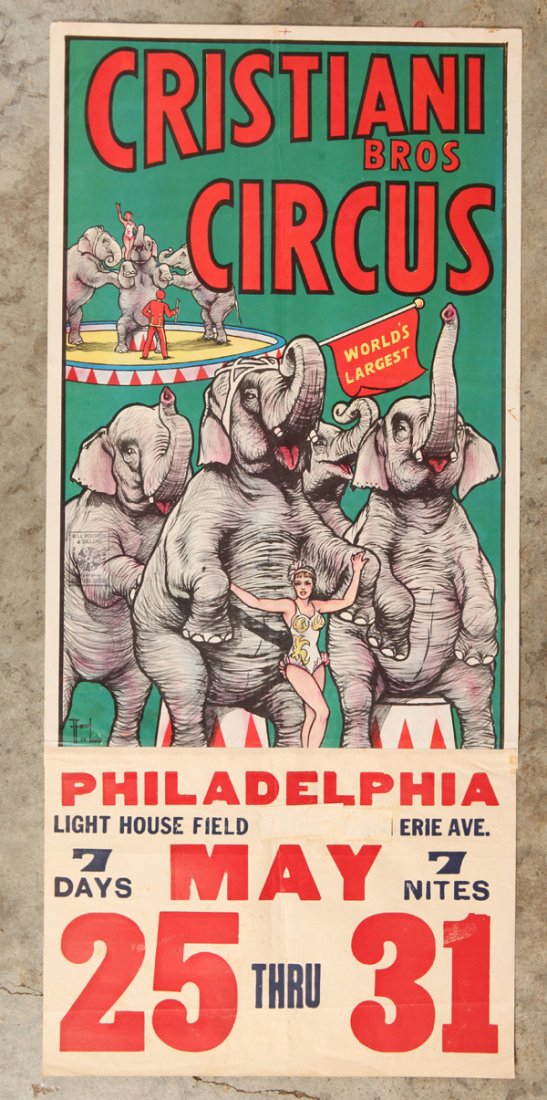 CRISTIANI
BROS
CIRCUS
WORLD'S
LARGEST
PHILADELPHIA
LIGHT HOUSE FIELD ERIE AVE.
7 DAYS MAY 7 NITES
25 THRU 31